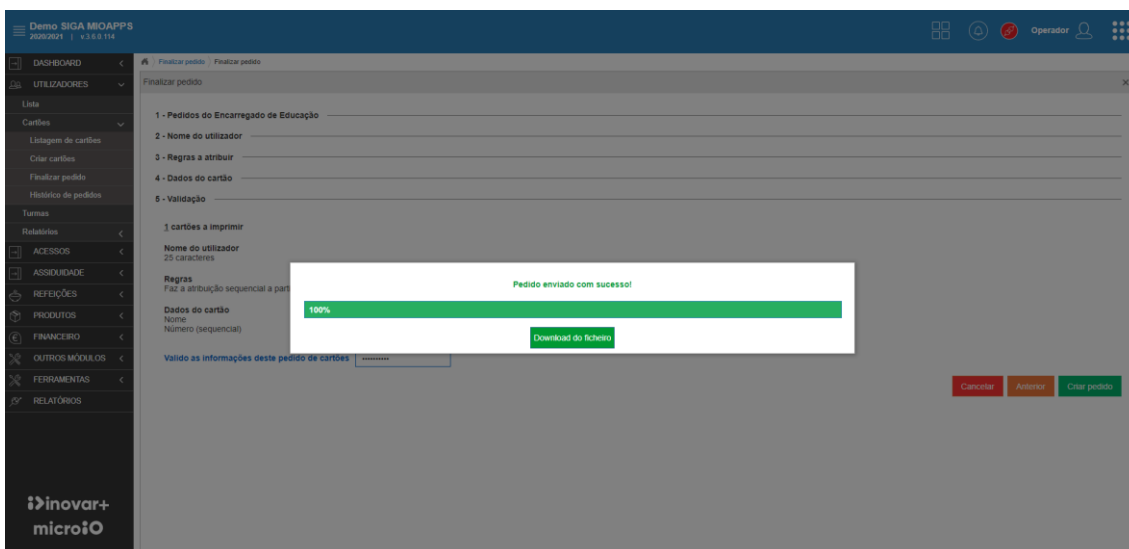 Demo SIGA MIOAPPS
2020/2021 | v.3.6.0.114
Operador
DASHBOARD
UTILIZADORES
Lista
Cartões
Listagem de cartões
Criar cartões
Finalizar pedido
Histórico de pedidos
Turmas
Relatórios
ACESSOS
ASSIDUIDADE
REFEIÇÕES
PRODUTOS
FINANCEIRO
OUTROS MÓDULOS
FERRAMENTAS
RELATÓRIOS
inovar+
microiO
Finalizar pedido Finalizar pedido
Finalizar pedido
1 - Pedidos do Encarregado de Educação
2 - Nome do utilizador
3 - Regras a atribuir
4 - Dados do cartão
5 - Validação
1 cartões a imprimir
Nome do utilizador
25 caracteres
Regras
Faz a atribuição sequencial a parti
Dados do cartão
Nome
Número (sequencial)
Valido as informações deste pedido de cartões
Pedido enviado com sucesso!
100%
Download do ficheiro
Cancelar Anterior Criar pedido